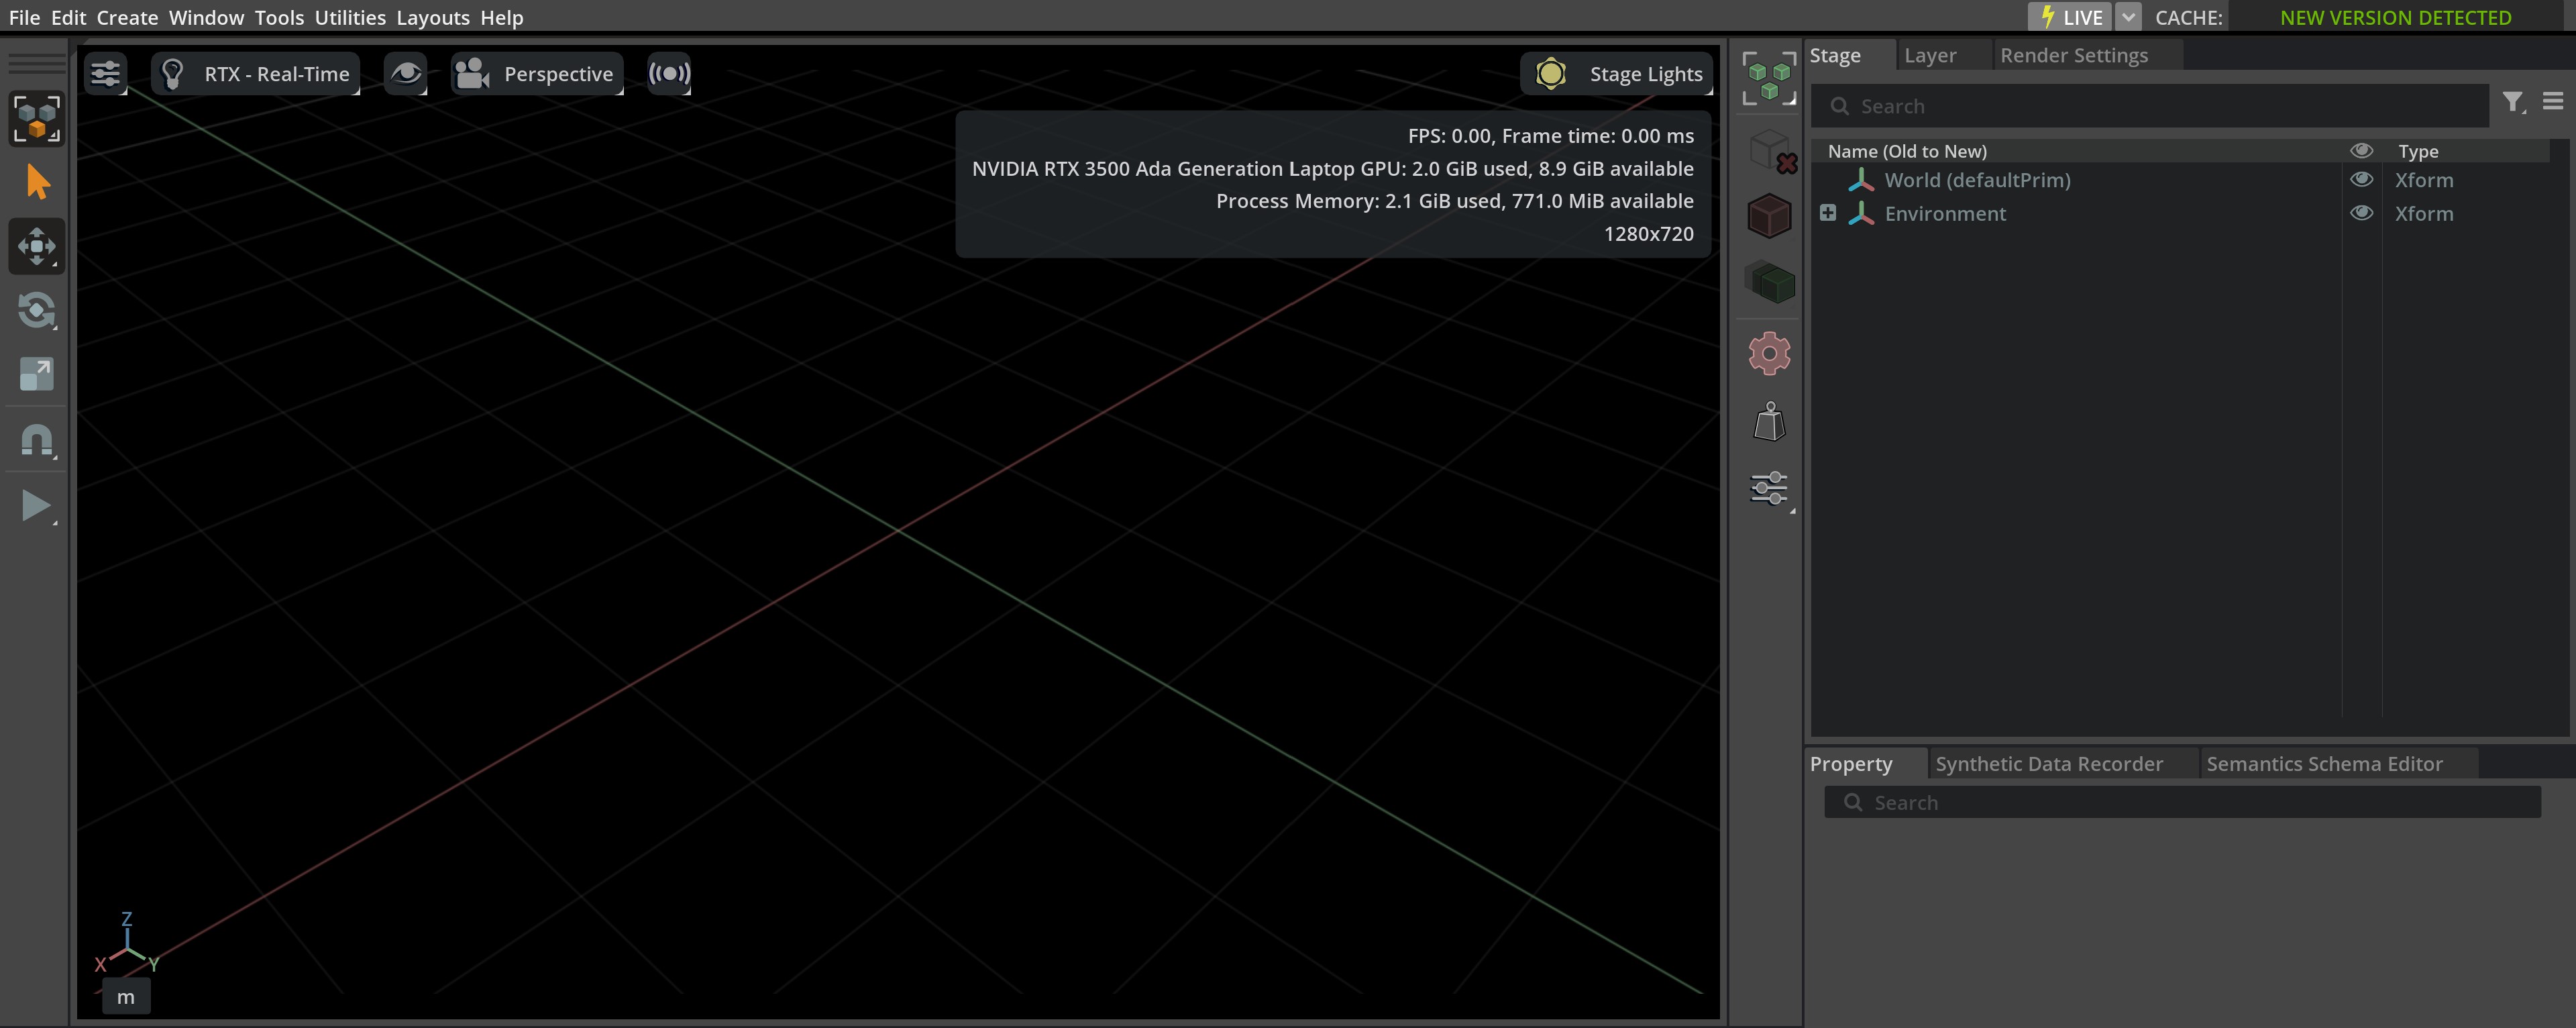 File Edit Create Window Tools Utilities Layouts Help
LIVE CACHE: NEW VERSION DETECTED
RTX - Real-Time Perspective Stage Lights
FPS: 0.00, Frame time: 0.00 ms
NVIDIA RTX 3500 Ada Generation Laptop GPU: 2.0 GiB used, 8.9 GiB available
Process Memory: 2.1 GiB used, 771.0 MiB available
1280x720
Z
X Y
m
Stage Layer Render Settings
Search
Name (Old to New) Type
World (defaultPrim) Xform
Environment Xform
Property Synthetic Data Recorder Semantics Schema Editor
Search